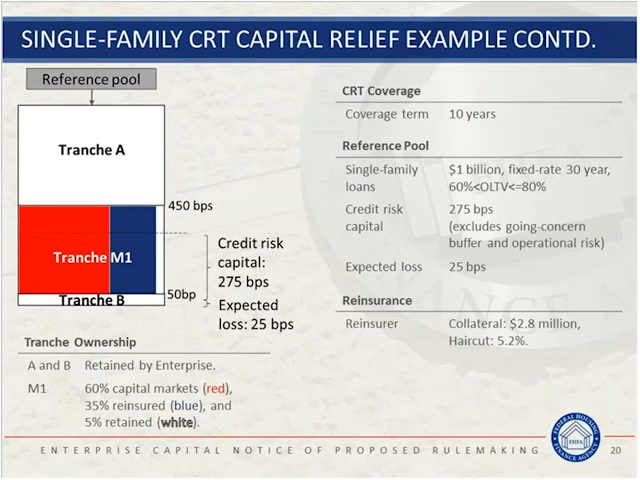 SINGLE-FAMILY CRT CAPITAL RELIEF EXAMPLE CONTD.
Reference pool
Tranche A
450 bps
Tranche M1
50bp
Tranche B
Credit risk
capital:
275 bps
Expected
loss: 25 bps
Tranche Ownership
A and B Retained by Enterprise.
M1 60% capital markets (red),
35% reinsured (blue), and
5% retained (white).
CRT Coverage
Coverage term 10 years
Reference Pool
Single-family $1 billion, fixed-rate 30 year,
loans 60%<OLTV<=80%
Credit risk 275 bps
capital (excludes going-concern
buffer and operational risk)
Expected loss 25 bps
Reinsurance
Reinsurer Collateral: $2.8 million,
Haircut: 5.2%.
ENTERPRISE CAPITAL NOTICE OF PROPOSED RULEMAKING
FEDERAL HOUSING
FHFA
FINANCE AGENCY
20